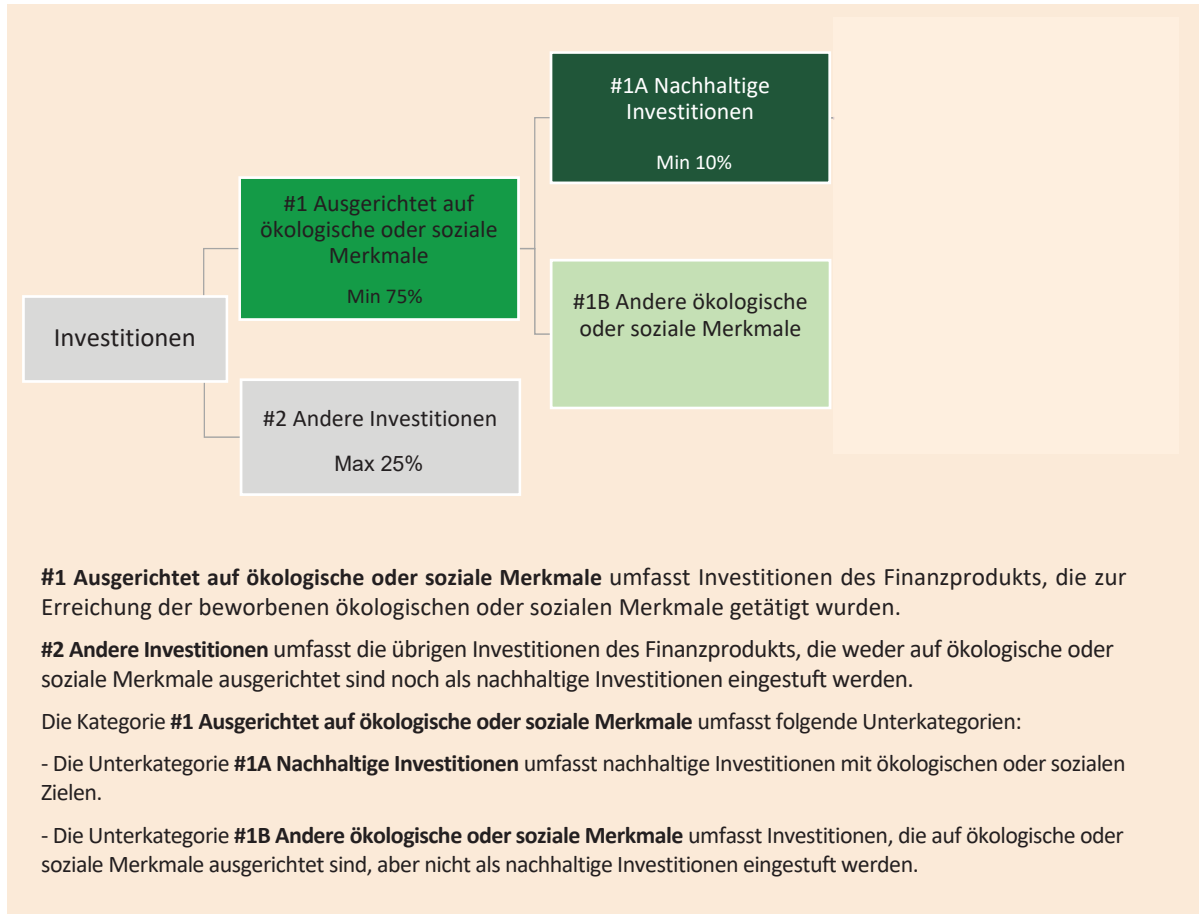 #1A Nachhaltige
Investitionen
Min 10%
#1 Ausgerichtet auf
ökologische oder soziale
Merkmale
Min 75%
#1B Andere ökologische
oder soziale Merkmale
Investitionen
#2 Andere Investitionen
Max 25%
#1 Ausgerichtet auf ökologische oder soziale Merkmale umfasst Investitionen des Finanzprodukts, die zur
Erreichung der beworbenen ökologischen oder sozialen Merkmale getätigt wurden.
#2 Andere Investitionen umfasst die übrigen Investitionen des Finanzprodukts, die weder auf ökologische oder
soziale Merkmale ausgerichtet sind noch als nachhaltige Investitionen eingestuft werden.
Die Kategorie #1 Ausgerichtet auf ökologische oder soziale Merkmale umfasst folgende Unterkategorien:
- Die Unterkategorie #1A Nachhaltige Investitionen umfasst nachhaltige Investitionen mit ökologischen oder sozialen
Zielen.
- Die Unterkategorie #1B Andere ökologische oder soziale Merkmale umfasst Investitionen, die auf ökologische oder
soziale Merkmale ausgerichtet sind, aber nicht als nachhaltige Investitionen eingestuft werden.